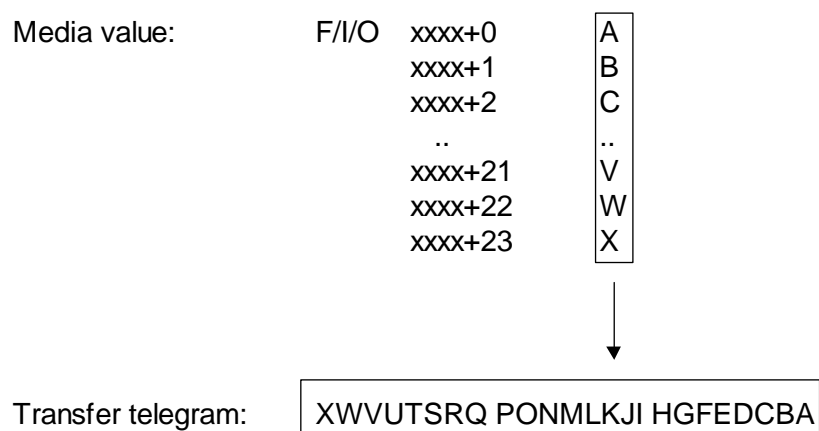 Media value: F/I/O xxxx+0 A
xxxx+1 B
xxxx+2 C
.. ..
xxxx+21 V
xxxx+22 W
xxxx+23 X
Transfer telegram: XWVUTSRQ PONMLKJI HGFEDCBA